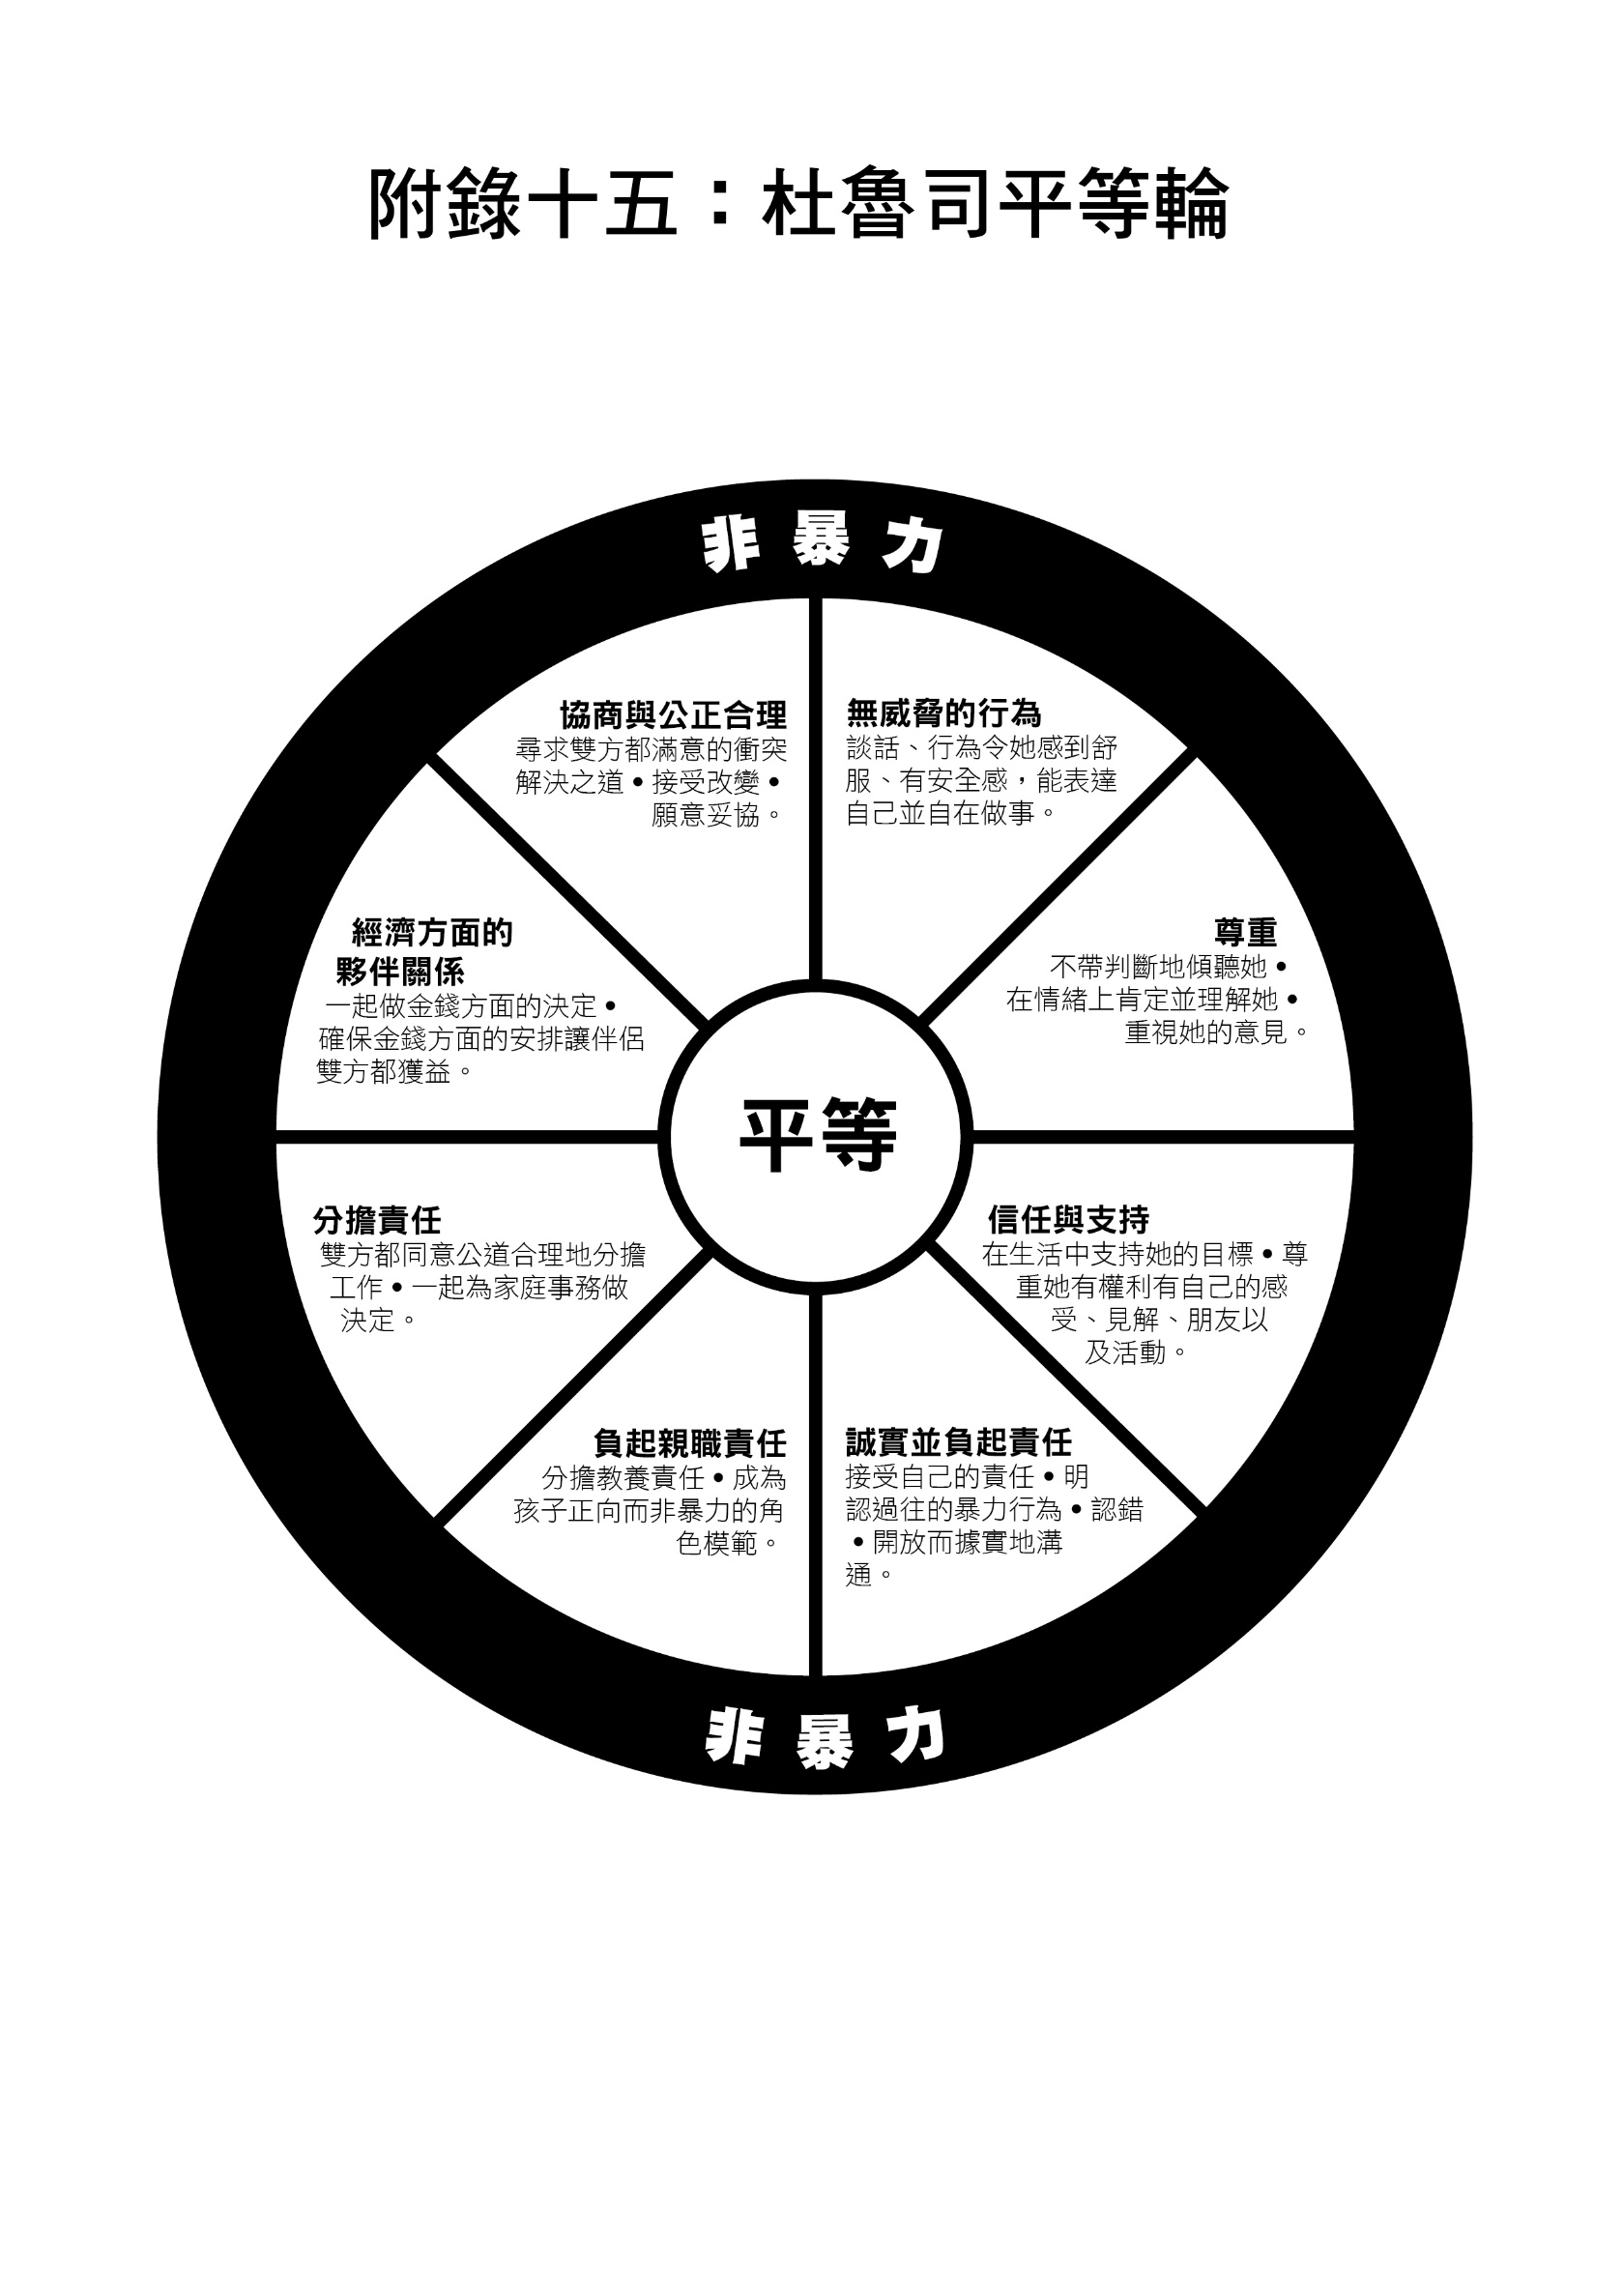 附錄十五：杜魯司平等輪
非暴力
協商與公正合理
尋求雙方都滿意的衝突
解決之道•接受改變•
願意妥協。
無威脅的行為
談話、行為令她感到舒
服、有安全感，能表達
自己並自在做事。
經濟方面的
夥伴關係
一起做金錢方面的決定•
確保金錢方面的安排讓伴侶
雙方都獲益。
尊重
不帶判斷地傾聽她•
在情緒上肯定並理解她•
重視她的意見。
平等
分擔責任
雙方都同意公道合理地分擔
工作•一起為家庭事務做
決定。
信任與支持
在生活中支持她的目標•尊
重她有權利有自己的感
受、見解、朋友以
及活動。
負起親職責任
分擔教養責任•成為
孩子正向而非暴力的角
色模範。
誠實並負起責任
接受自己的責任•明
認過往的暴力行為•認錯
•開放而據實地溝
通。
非暴力